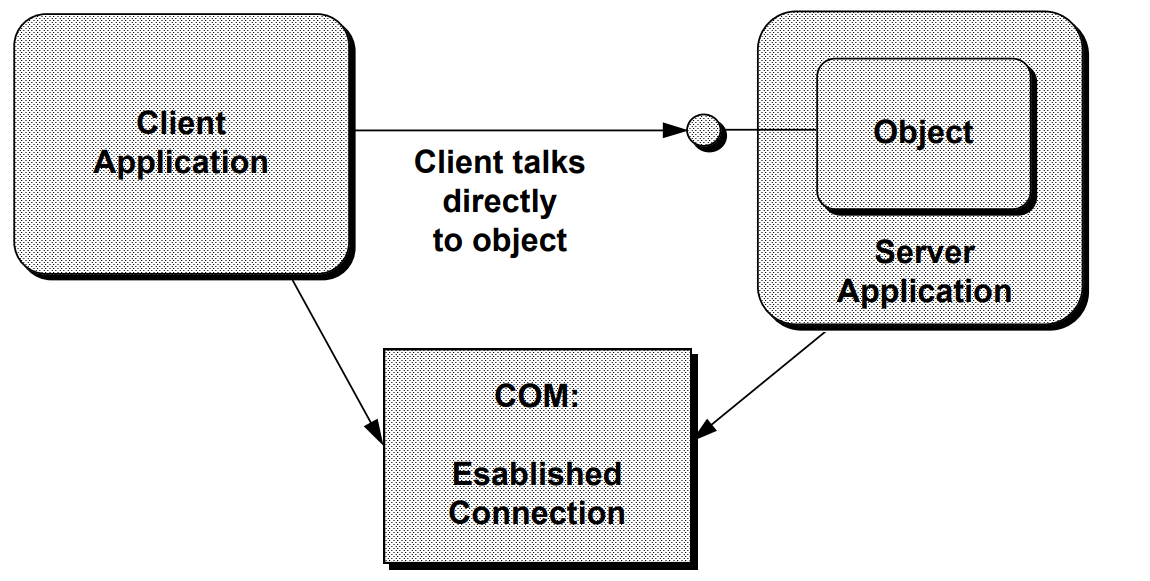 Client
Application
Client talks
directly
to object
Object
Server
Application
COM:
Esablished
Connection